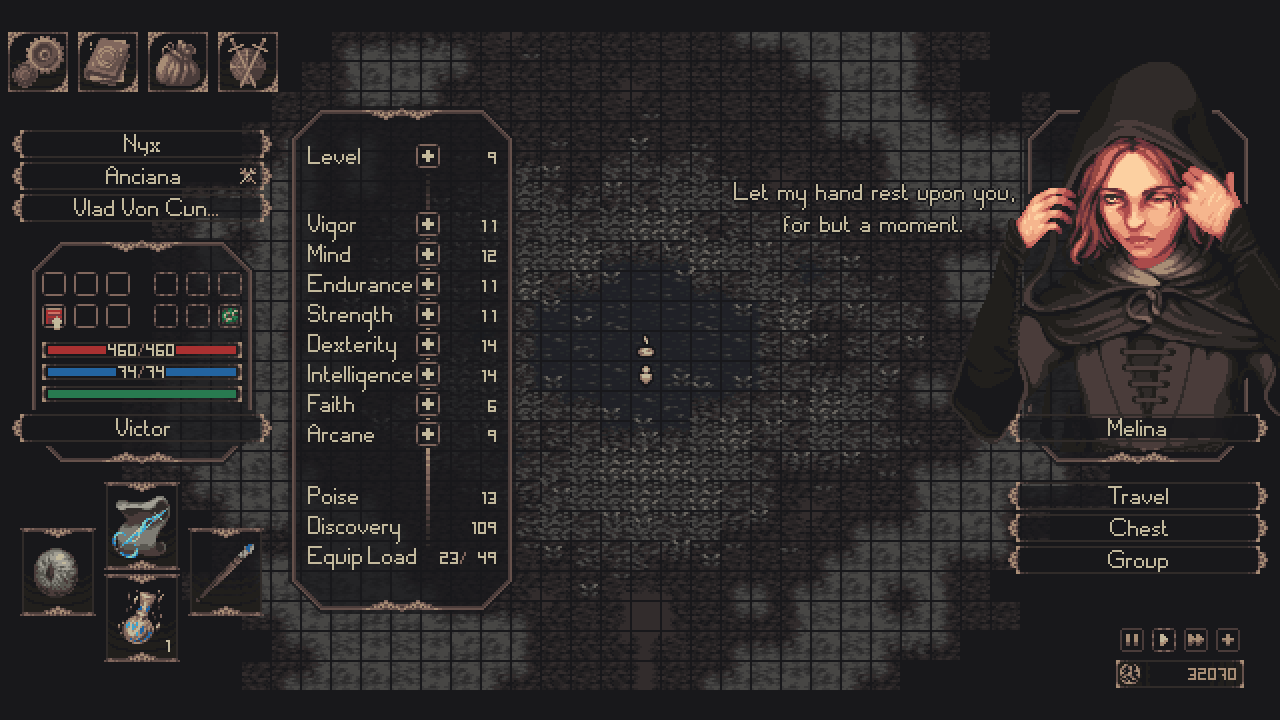 Nyx
Anciana
Vlad Von Cun...
460/460
74/74
Victor
1
Level 9
Vigor 11
Mind 12
Endurance 11
Strength 11
Dexterity 14
Intelligence 14
Faith 6
Arcane 9
Poise 13
Discovery 109
Equip Load 23/ 49
Let my hand rest upon you,
for but a moment.
Melina
Travel
Chest
Group
32070